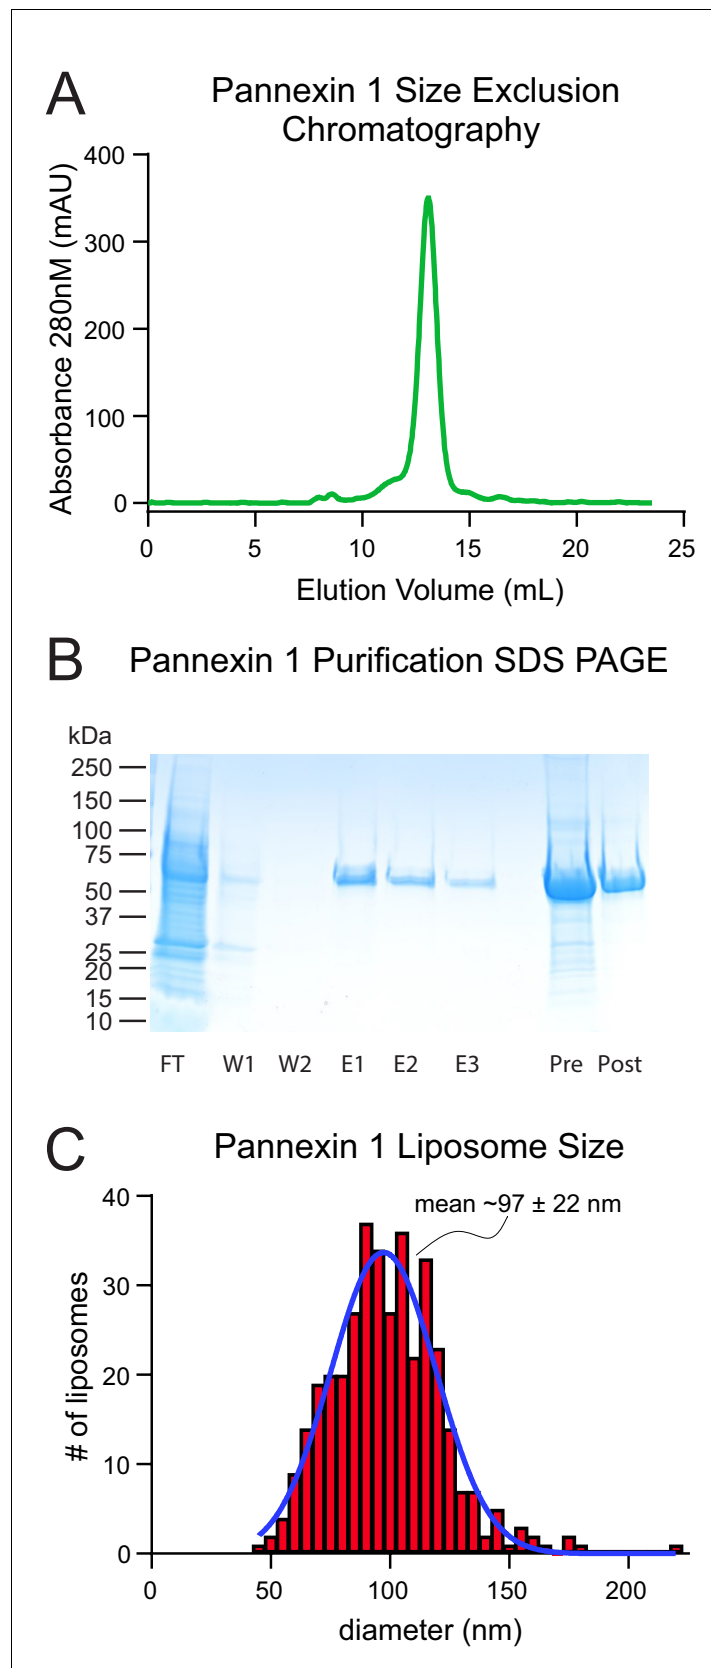 A
Pannexin 1 Size Exclusion
Chromatography
400
300
200
100
0
Absorbance 280nM (mAU)
0 5 10 15 20 25
Elution Volume (mL)
B
Pannexin 1 Purification SDS PAGE
kDa
250
150
100
75
50
37
25
20
15
10
FT W1 W2 E1 E2 E3 Pre Post
C
Pannexin 1 Liposome Size
mean ~97 ± 22 nm
40
30
20
10
0
# of liposomes
0 50 100 150 200
diameter (nm)